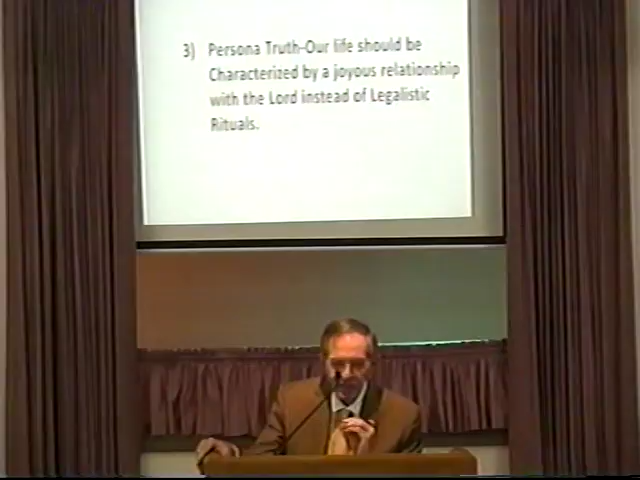 3) Persona Truth-Our life should be
Characterized by a joyous relationship
with the Lord instead of Legalistic
Rituals.